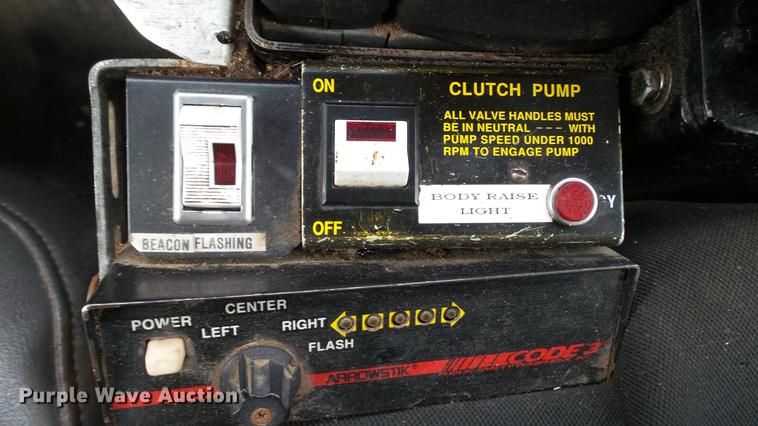 ON
CLUTCH PUMP
ALL VALVE HANDLES MUST
BE IN NEUTRAL --- WITH
PUMP SPEED UNDER 1000
RPM TO ENGAGE PUMP
BODY RAISE
LIGHT
CY
OFF
BEACON FLASHING
CENTER
POWER
LEFT
RIGHT
FLASH
ARROWSTIK®
CODE 3
Purple Wave Auction